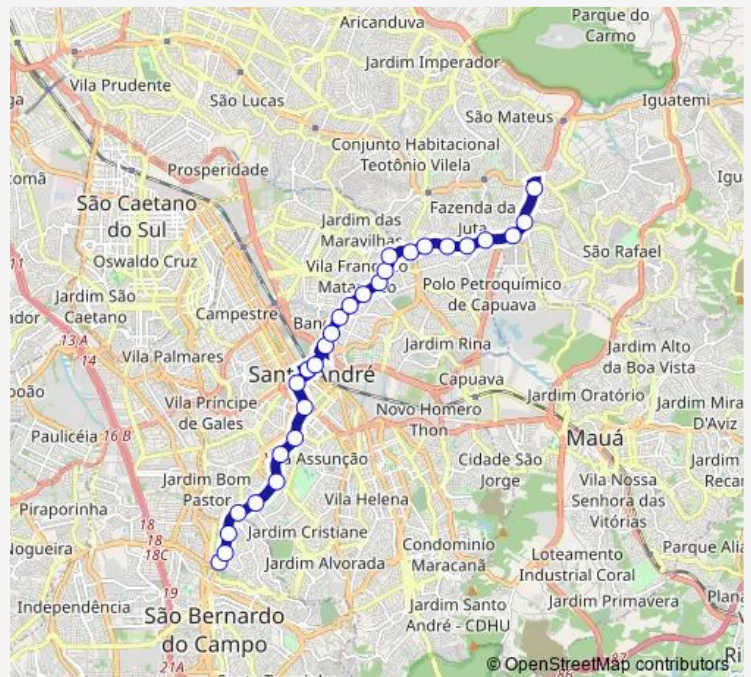 Aricanduva
Parque do
Carmo
Jardim Imperador
Vila Prudente
São Lucas
São Mateus
Iguatemi
Conjunto Habitacional
Teotônio Vilela
Prosperidade
São Caetano
do Sul
Fazenda da
Juta
Jardim das
Maravilhas
São Rafael
Oswaldo Cruz
Vila Francisco
Polo Petroquímico
de Capuava
11
Jardim São
Caetano
Campestre
13 A
14
Jardim Rina
Jardim Alto
da Boa Vista
Vila Palmares
Santo André
Capuava
Jardim Oratório
Vila Príncipe
de Gales
Novo Homero
Thon
Jardim Mira
D'Aviz
Paulicéia
16 B
Mauá
Assunção
Cidade São
Jorge
Jardim Bom
Pastor
Vila Helena
Vila Nossa
Senhora das
Vitórias
Jardim
Piraporinha
18
18
18C
Jardim Cristiane
Condomínio
Maracanã
Parque Alia
Jardim Alvorada
Loteamento
Industrial Coral
19
Independência
São Bernardo
do Campo
Jardim Santo
André - CDHU
Jardim Primavera
21A
© OpenStreetMap contributors